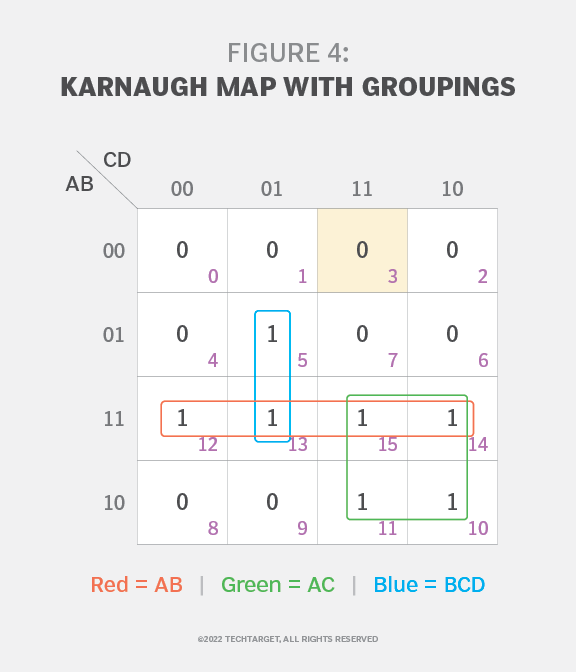 FIGURE 4:
KARNAUGH MAP WITH GROUPINGS
CD
AB
00 01 11 10
00 0 0 0 0
0 1 3 2
01 0 1 0 0
4 5 7 6
11 1 1 1 1
12 13 15 14
10 0 0 1 1
8 9 11 10
Red = AB | Green = AC | Blue = BCD
©2022 TECHTARGET, ALL RIGHTS RESERVED